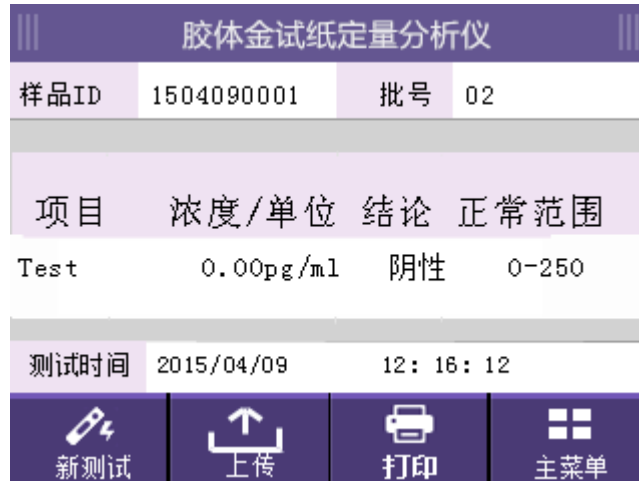 胶体金试纸定量分析仪
样品ID 1504090001 批号 02
项目 浓度/单位 结论 正常范围
Test 0.00pg/ml 阴性 0-250
测试时间 2015/04/09 12: 16: 12
新测试 上传 打印 主菜单